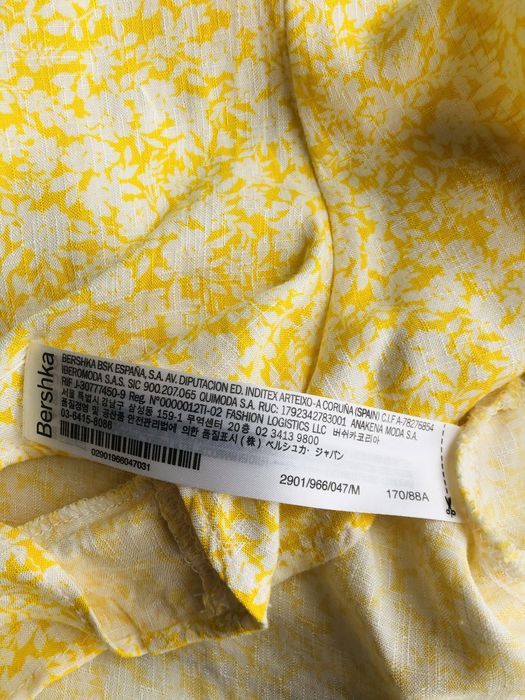 Bershka
BERSHKA BSK ESPAÑA, S.A. AV. DIPUTACION ED. INDITEX ARTEIXO-A CORUÑA (SPAIN) C.I.F A-78276854
IBEROMODA S.A.S. SIC 900.207.065 QUIMODA S.A. RUC: 1792342783001 ANAKENA MODA S.A.
RIF J-30777450-9 Reg. Nº0000012TI-02 FASHION LOGISTICS LLC 버쉬카코리아
서울 특별시 강남구 삼성동 159-1 무역센터 20층 02 3413 9800
품질경영 및 공산품 안전관리법에 의한 품질표시 (株) ベルシュカ・ジャパン
03-6415-8086
02901966047031
2901/966/047/M
170/88A